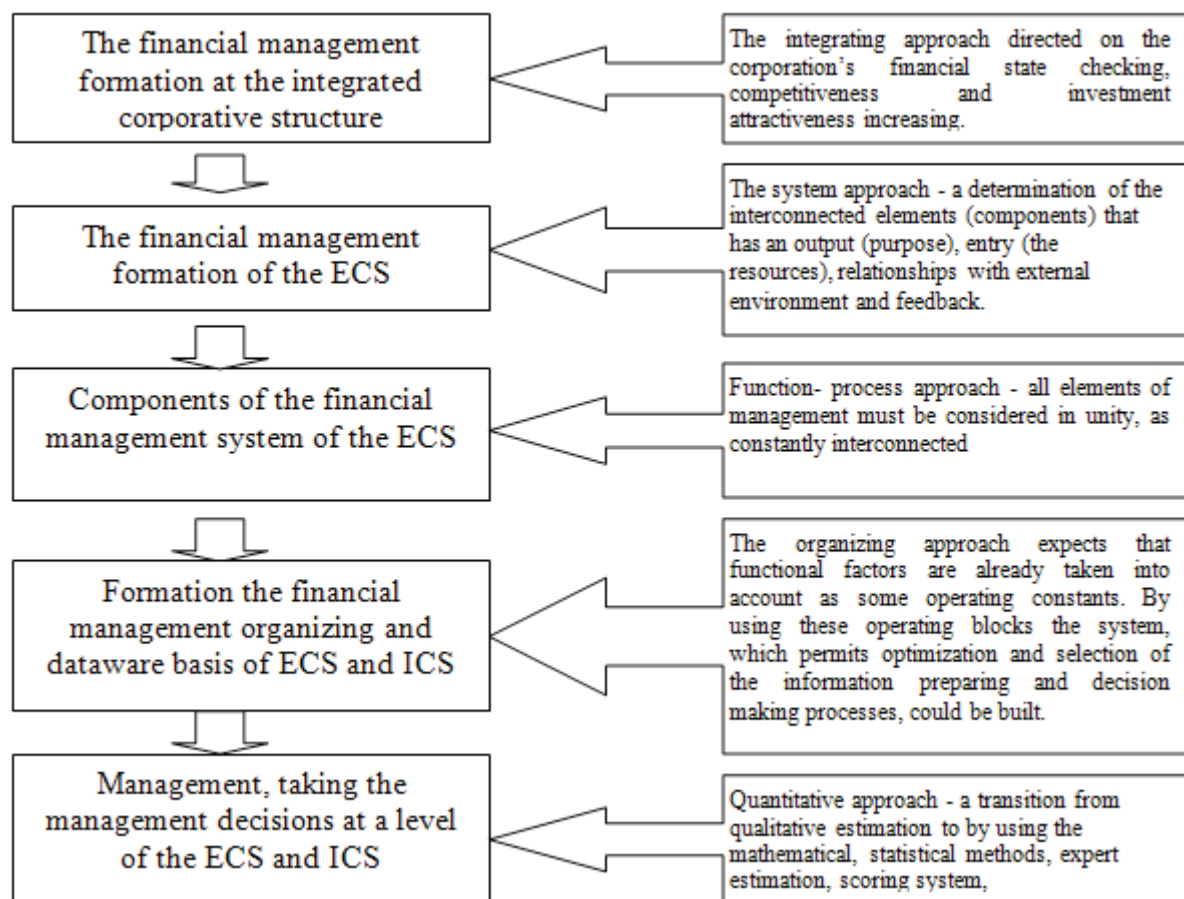 The financial management
formation at the integrated
corporative structure
The integrating approach directed on the
corporation's financial state checking,
competitiveness and investment
attractiveness increasing.
The financial management
formation of the ECS
The system approach - a determination of the
interconnected elements (components) that
has an output (purpose), entry (the
resources), relationships with external
environment and feedback.
Components of the financial
management system of the ECS
Function- process approach - all elements of
management must be considered in unity, as
constantly interconnected
Formation the financial
management organizing and
dataware basis of ECS and ICS
The organizing approach expects that
functional factors are already taken into
account as some operating constants. By
using these operating blocks the system,
which permits optimization and selection of
the information preparing and decision
making processes, could be built.
Management, taking the
management decisions at a level
of the ECS and ICS
Quantitative approach - a transition from
qualitative estimation to by using the
mathematical, statistical methods, expert
estimation, scoring system,